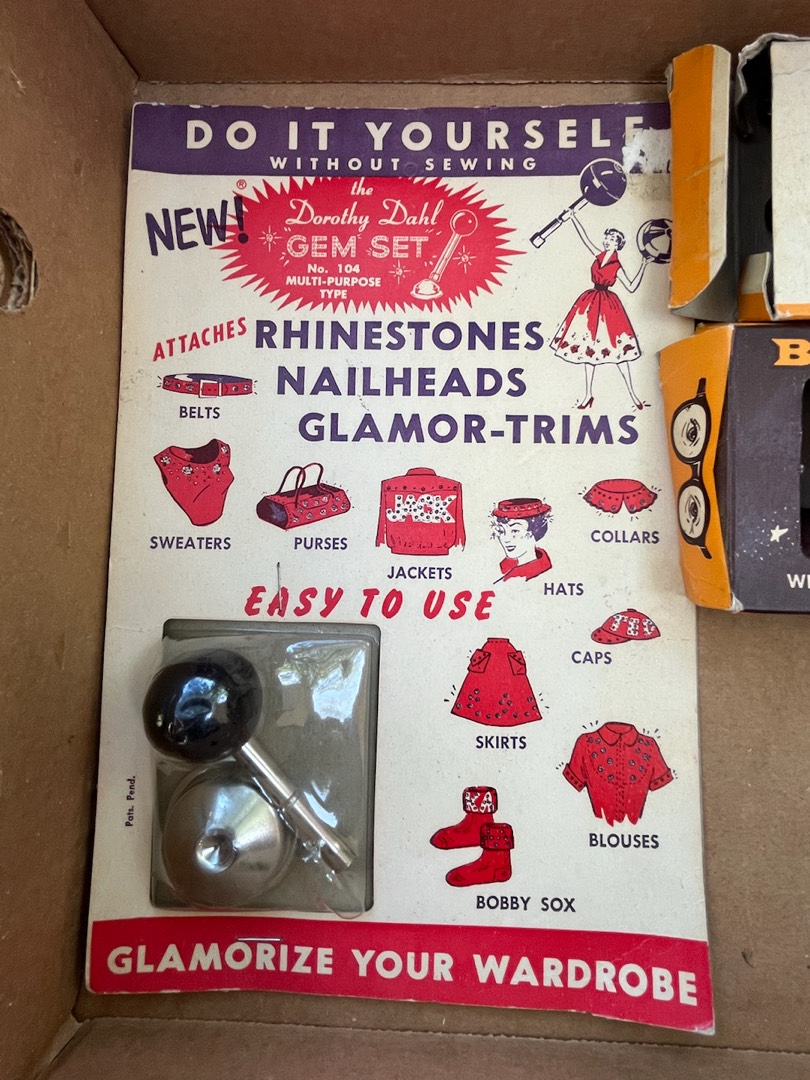 DO IT YOURSELF
WITHOUT SEWING
NEW!
®
the
Dorothy Dahl
GEM SET
No. 104
MULTI-PURPOSE
TYPE
ATTACHES RHINESTONES
NAILHEADS
GLAMOR-TRIMS
BELTS
SWEATERS
PURSES
JACK
JACKETS
HATS
COLLARS
EASY TO USE
TED
CAPS
SKIRTS
BLOUSES
BOBBY SOX
Pats. Pend.
GLAMORIZE YOUR WARDROBE
B